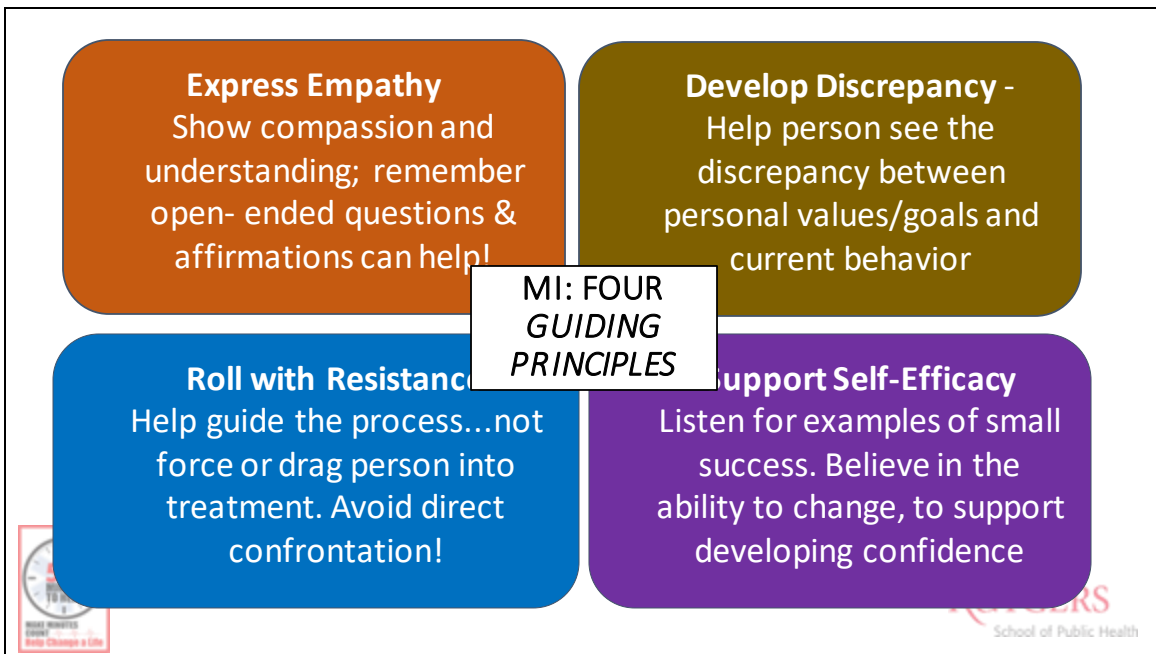 Express Empathy
Show compassion and
understanding; remember
open- ended questions &
affirmations can help!
Develop Discrepancy -
Help person see the
discrepancy between
personal values/goals and
current behavior
MI: FOUR
GUIDING
PRINCIPLES
Roll with Resistance
Help guide the process...not
force or drag person into
treatment. Avoid direct
confrontation!
Support Self-Efficacy
Listen for examples of small
success. Believe in the
ability to change, to support
developing confidence
MAKE MINUTES
COUNT
Help Change a Life
RUTGERS
School of Public Health